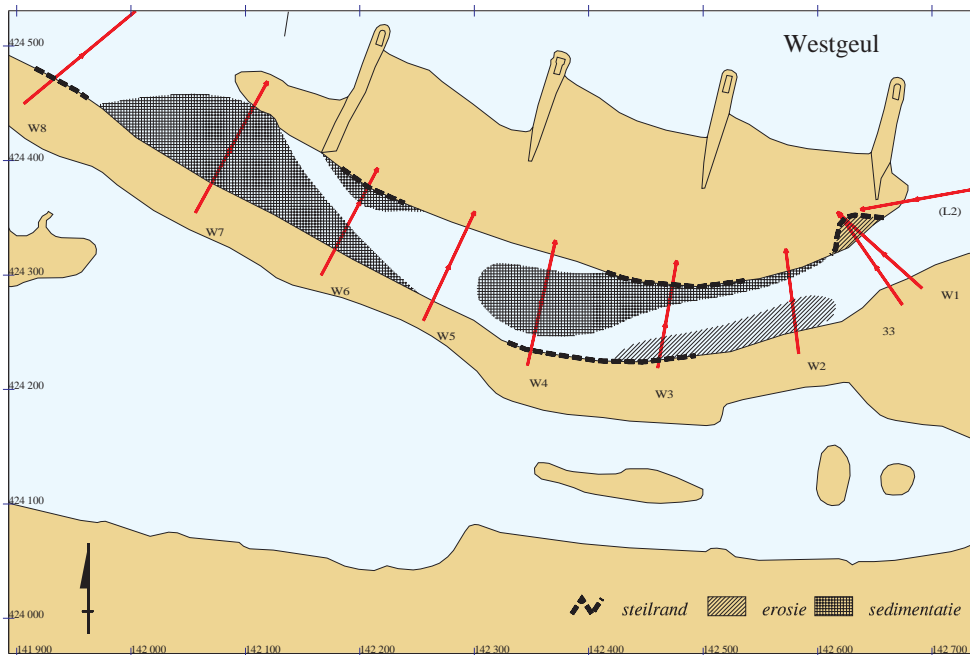 Westgeul
424 500
W8
424 400
(L2)
W7
424 300
W6
W1
W5
33
W2
W4
424 200
W3
424 100
424 000
steilrand erosie sedimentatie
141 900 142 000 142 100 142 200 142 300 142 400 142 500 142 600 142 700